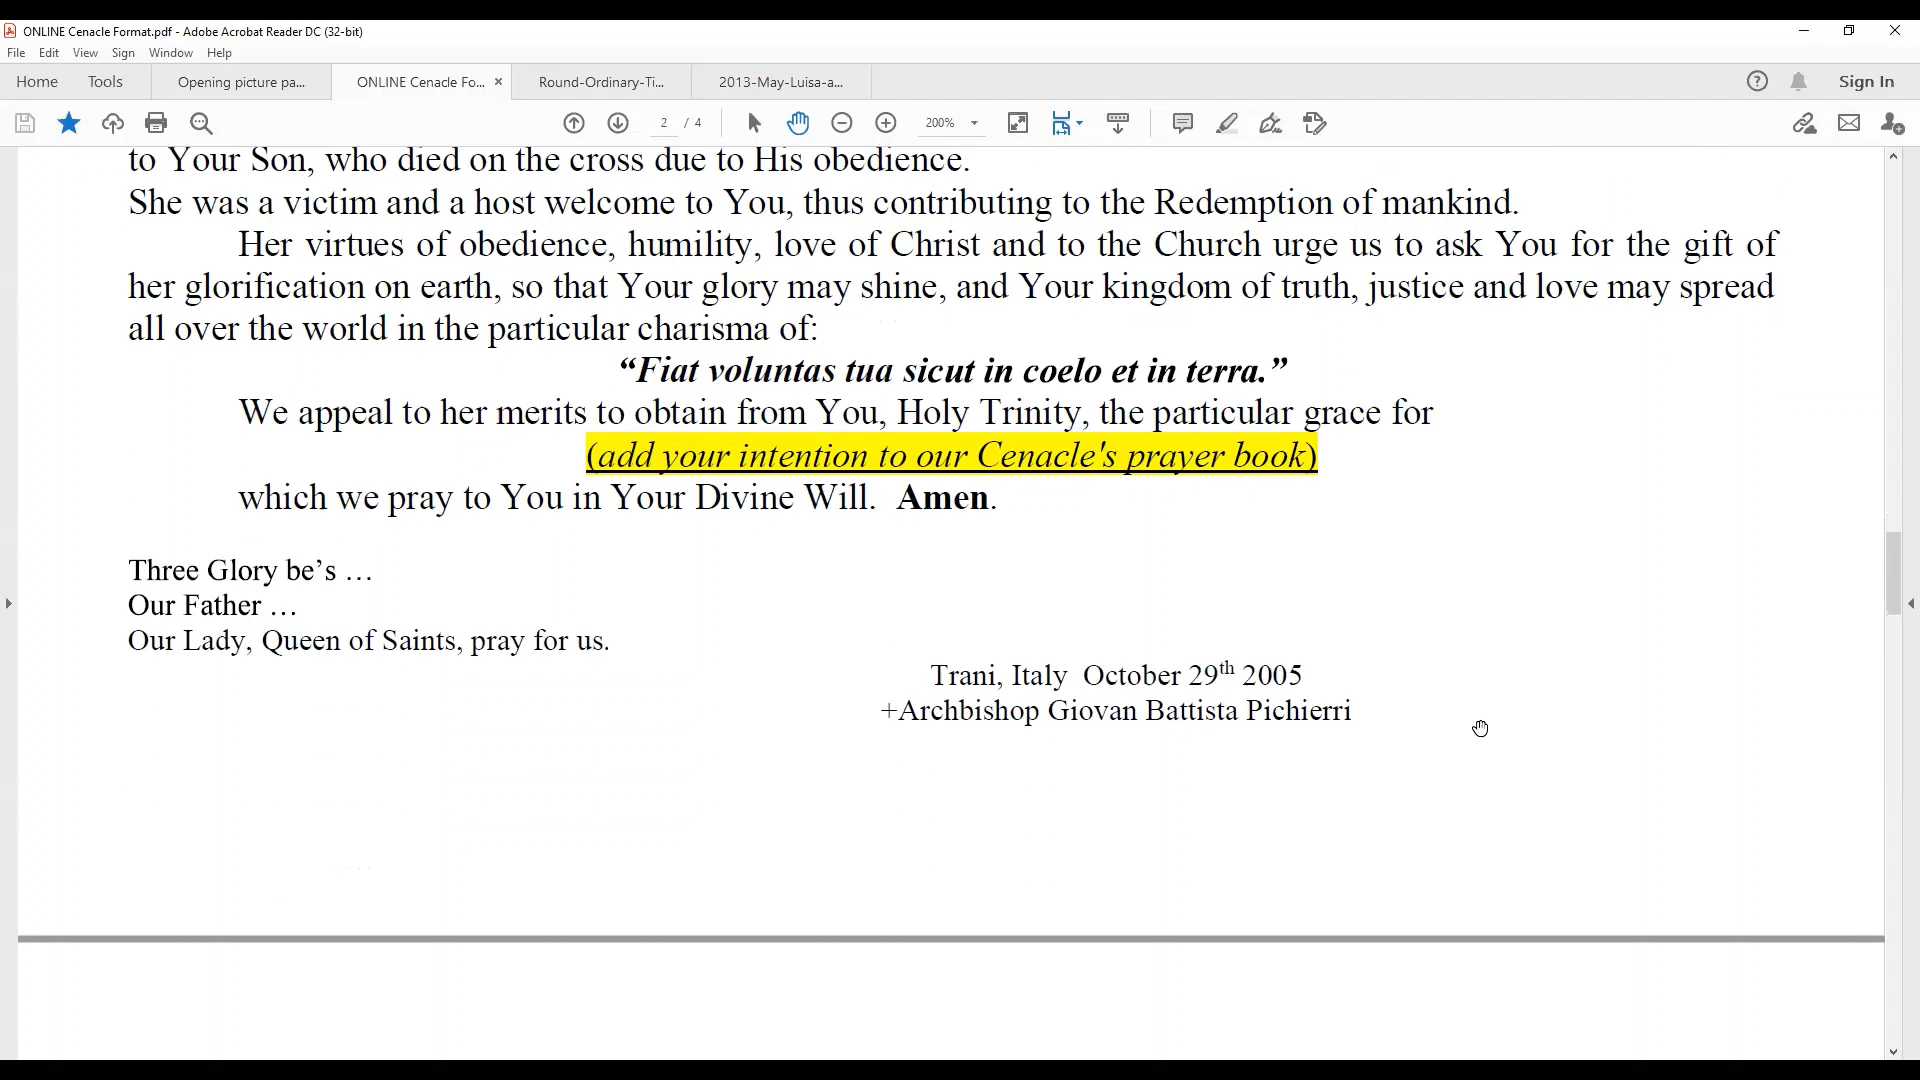 ONLINE Cenacle Format.pdf - Adobe Acrobat Reader DC (32-bit)
File Edit View Sign Window Help
Home Tools Opening picture pa... ONLINE Cenacle Fo... × Round-Ordinary-Ti... 2013-May-Luisa-a... Sign In
2 / 4 200%
to Your Son, who died on the cross due to His obedience.
She was a victim and a host welcome to You, thus contributing to the Redemption of mankind.
Her virtues of obedience, humility, love of Christ and to the Church urge us to ask You for the gift of
her glorification on earth, so that Your glory may shine, and Your kingdom of truth, justice and love may spread
all over the world in the particular charisma of:
“Fiat voluntas tua sicut in coelo et in terra.”
We appeal to her merits to obtain from You, Holy Trinity, the particular grace for
(add your intention to our Cenacle's prayer book)
which we pray to You in Your Divine Will. Amen.
Three Glory be’s …
Our Father …
Our Lady, Queen of Saints, pray for us.
Trani, Italy October 29th 2005
+Archbishop Giovan Battista Pichierri